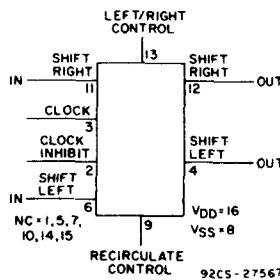 LEFT/RIGHT
CONTROL
13
SHIFT
RIGHT
IN
11
SHIFT
RIGHT
OUT
12
CLOCK
3
CLOCK
INHIBIT
2
SHIFT
LEFT
OUT
4
SHIFT
LEFT
IN
6
NC = 1,5,7,
10,14,15
9
VDD=16
VSS=8
RECIRCULATE
CONTROL
92CS-27567